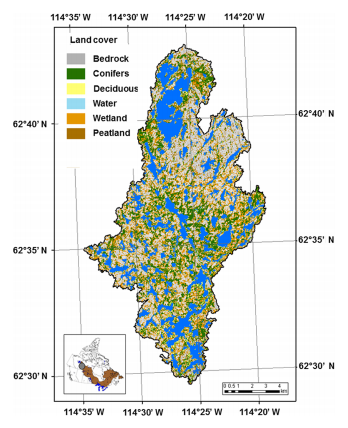 114°35' W 114°30' W 114°25' W 114°20' W
Land cover
Bedrock
Conifers
Deciduous
Water
Wetland
Peatland
62°40' N 62°40' N
62°35' N 62°35' N
62°30' N 62°30' N
0 0.5 1 2 3 4
km
114°35' W 114°30' W 114°25' W 114°20' W